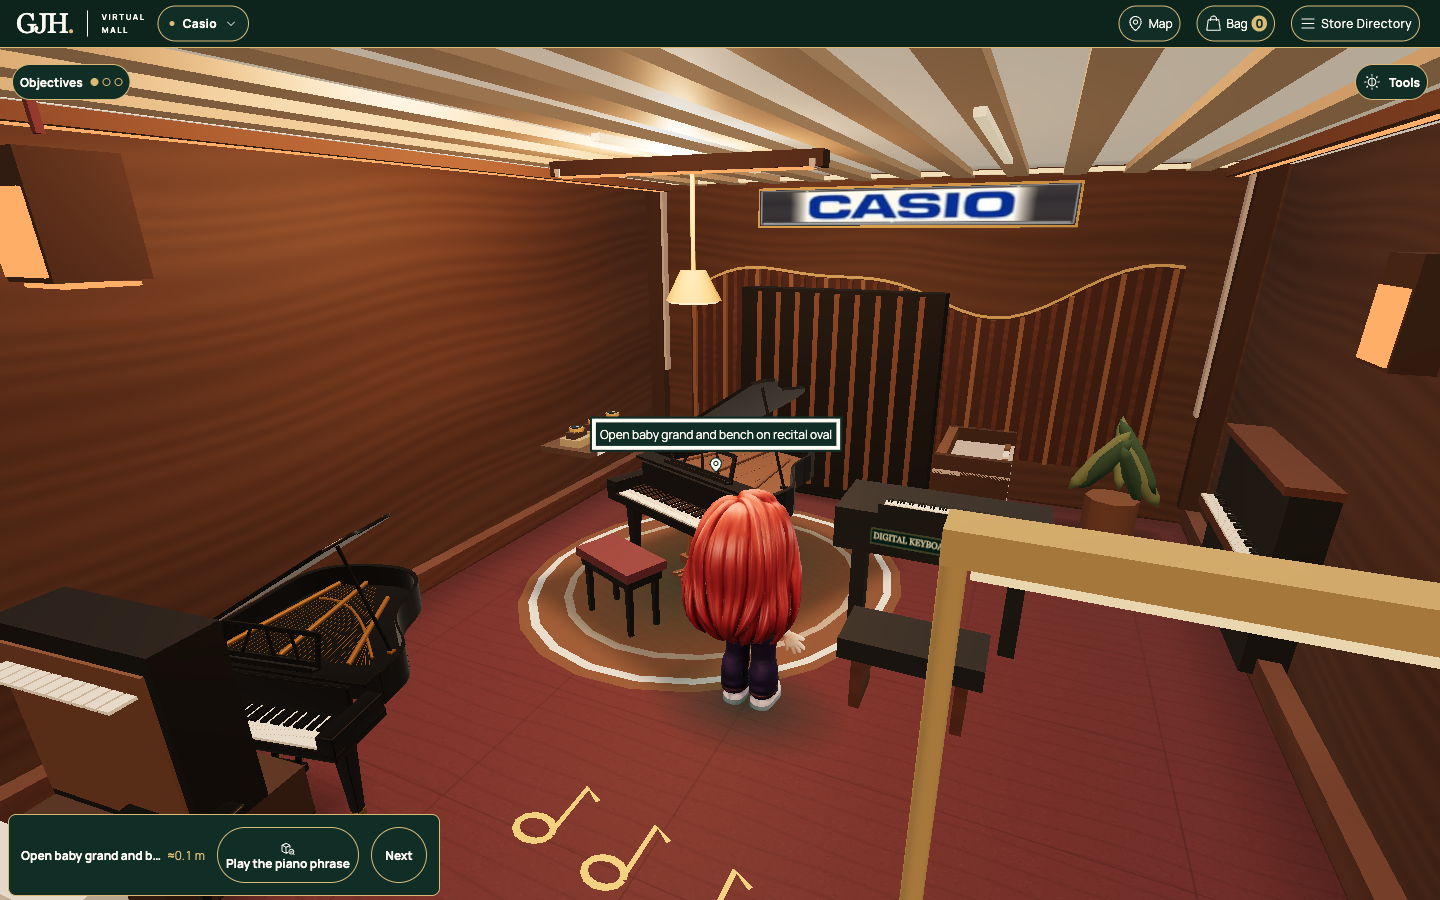 GJH.
VIRTUAL
MALL
Casio
Map
Bag 0
Store Directory
Objectives
Tools
CASIO
Open baby grand and bench on recital oval
DIGITAL
Open baby grand and b... ≈0.1 m
Play the piano phrase
Next